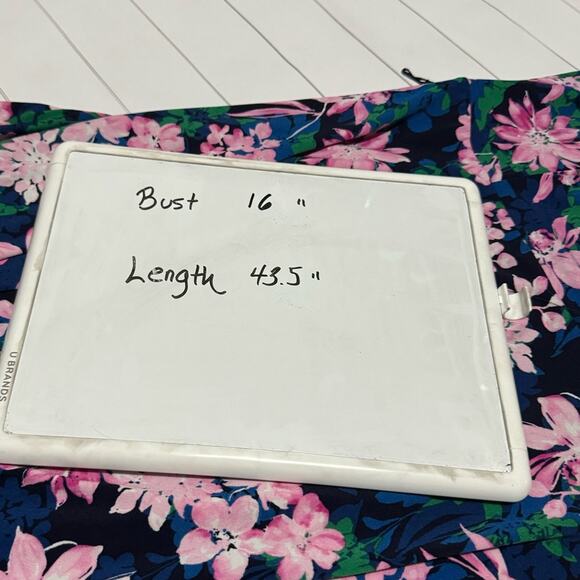 Bust 16 "
Length 43.5 "
U BRANDS